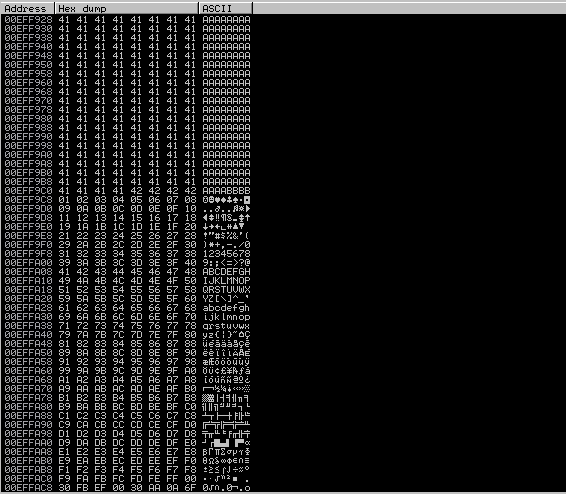 Address Hex dump ASCII
00EFF928 41 41 41 41 41 41 41 41 AAAAAAAA
00EFF930 41 41 41 41 41 41 41 41 AAAAAAAA
00EFF938 41 41 41 41 41 41 41 41 AAAAAAAA
00EFF940 41 41 41 41 41 41 41 41 AAAAAAAA
00EFF948 41 41 41 41 41 41 41 41 AAAAAAAA
00EFF950 41 41 41 41 41 41 41 41 AAAAAAAA
00EFF958 41 41 41 41 41 41 41 41 AAAAAAAA
00EFF960 41 41 41 41 41 41 41 41 AAAAAAAA
00EFF968 41 41 41 41 41 41 41 41 AAAAAAAA
00EFF970 41 41 41 41 41 41 41 41 AAAAAAAA
00EFF978 41 41 41 41 41 41 41 41 AAAAAAAA
00EFF980 41 41 41 41 41 41 41 41 AAAAAAAA
00EFF988 41 41 41 41 41 41 41 41 AAAAAAAA
00EFF990 41 41 41 41 41 41 41 41 AAAAAAAA
00EFF998 41 41 41 41 41 41 41 41 AAAAAAAA
00EFF9A0 41 41 41 41 41 41 41 41 AAAAAAAA
00EFF9A8 41 41 41 41 41 41 41 41 AAAAAAAA
00EFF9B0 41 41 41 41 41 41 41 41 AAAAAAAA
00EFF9B8 41 41 41 41 41 41 41 41 AAAAAAAA
00EFF9C0 41 41 41 41 42 42 42 42 AAAABBBB
00EFF9C8 01 02 03 04 05 06 07 08 ☺☻♥♦♣♠•◘
00EFF9D0 09 0A 0B 0C 0D 0E 0F 10 ..♂..♫☼►
00EFF9D8 11 12 13 14 15 16 17 18 ◄↕‼¶§▬↨↑
00EFF9E0 19 1A 1B 1C 1D 1E 1F 20 ↓→←∟↔▲▼
00EFF9E8 21 22 23 24 25 26 27 28 !"#$%&'(
00EFF9F0 29 2A 2B 2C 2D 2E 2F 30 )*+,-./0
00EFF9F8 31 32 33 34 35 36 37 38 12345678
00EFFA00 39 3A 3B 3C 3D 3E 3F 40 9:;<=>?@
00EFFA08 41 42 43 44 45 46 47 48 ABCDEFGH
00EFFA10 49 4A 4B 4C 4D 4E 4F 50 IJKLMNOP
00EFFA18 51 52 53 54 55 56 57 58 QRSTUVWX
00EFFA20 59 5A 5B 5C 5D 5E 5F 60 YZ[\]^_`
00EFFA28 61 62 63 64 65 66 67 68 abcdefgh
00EFFA30 69 6A 6B 6C 6D 6E 6F 70 ijklmnop
00EFFA38 71 72 73 74 75 76 77 78 qrstuvwx
00EFFA40 79 7A 7B 7C 7D 7E 7F 80 yz{|}~⌂Ç
00EFFA48 81 82 83 84 85 86 87 88 üéâäàåçê
00EFFA50 89 8A 8B 8C 8D 8E 8F 90 ëèïîìÄÅÉ
00EFFA58 91 92 93 94 95 96 97 98 æÆôöòûùÿ
00EFFA60 99 9A 9B 9C 9D 9E 9F A0 ÖÜ¢£¥₧ƒá
00EFFA68 A1 A2 A3 A4 A5 A6 A7 A8 íóúñÑªº¿
00EFFA70 A9 AA AB AC AD AE AF B0 ⌐¬½¼¡«»░
00EFFA78 B1 B2 B3 B4 B5 B6 B7 B8 ▒▓│┤╡╢╖╕
00EFFA80 B9 BA BB BC BD BE BF C0 ╣║╗╝╜╛┐└
00EFFA88 C1 C2 C3 C4 C5 C6 C7 C8 ┴┬├─┼╞╟╚
00EFFA90 C9 CA CB CC CD CE CF D0 ╔╩╦╠═╬╧╨
00EFFA98 D1 D2 D3 D4 D5 D6 D7 D8 ╤╥╙╘╒╓╫╪
00EFFAA0 D9 DA DB DC DD DE DF E0 ┘┌█▄▌▐▀α
00EFFAA8 E1 E2 E3 E4 E5 E6 E7 E8 ßΓπΣσµτΦ
00EFFAB0 E9 EA EB EC ED EE EF F0 ΘΩδ∞φε∩≡
00EFFAB8 F1 F2 F3 F4 F5 F6 F7 F8 ±≥≤⌠⌡÷≈°
00EFFAC0 F9 FA FB FC FD FE FF 00 ∙·√ⁿ²■ .
00EFFAC8 30 FB EF 00 30 AA 0A 6F 0√∩.0¬.o